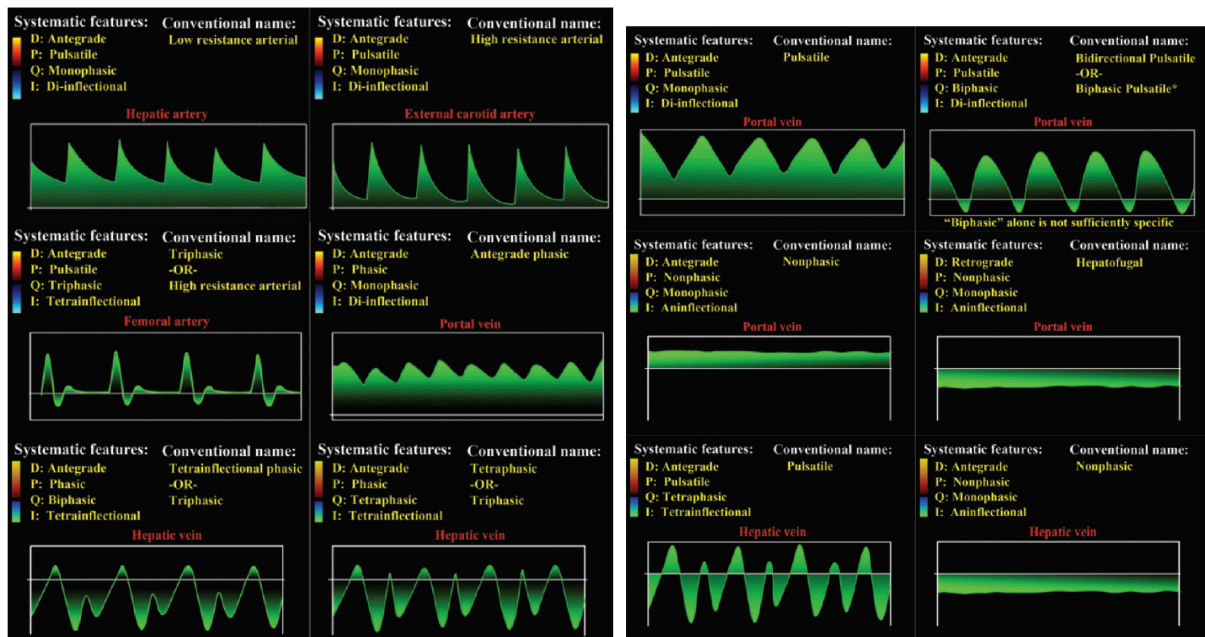 Systematic features: Conventional name:
D: Antegrade Low resistance arterial
P: Pulsatile
Q: Monophasic
I: Di-inflectional
Hepatic artery
Systematic features: Conventional name:
D: Antegrade High resistance arterial
P: Pulsatile
Q: Monophasic
I: Di-inflectional
External carotid artery
Systematic features: Conventional name:
D: Antegrade Triphasic
P: Pulsatile -OR-
Q: Triphasic High resistance arterial
I: Tetrainflectional
Femoral artery
Systematic features: Conventional name:
D: Antegrade Antegrade phasic
P: Phasic
Q: Monophasic
I: Di-inflectional
Portal vein
Systematic features: Conventional name:
D: Antegrade Tetrainflectional phasic
P: Phasic -OR-
Q: Biphasic Triphasic
I: Tetrainflectional
Hepatic vein
Systematic features: Conventional name:
D: Antegrade Tetraphasic
P: Phasic -OR-
Q: Tetraphasic Triphasic
I: Tetrainflectional
Hepatic vein
Systematic features: Conventional name:
D: Antegrade Pulsatile
P: Pulsatile
Q: Monophasic
I: Di-inflectional
Portal vein
Systematic features: Conventional name:
D: Antegrade Bidirectional Pulsatile
P: Pulsatile -OR-
Q: Biphasic Biphasic Pulsatile*
I: Di-inflectional
Portal vein
"Biphasic" alone is not sufficiently specific
Systematic features: Conventional name:
D: Antegrade Nonphasic
P: Nonphasic
Q: Monophasic
I: Aninflectional
Portal vein
Systematic features: Conventional name:
D: Retrograde Hepatofugal
P: Nonphasic
Q: Monophasic
I: Aninflectional
Portal vein
Systematic features: Conventional name:
D: Antegrade Pulsatile
P: Pulsatile
Q: Tetraphasic
I: Tetrainflectional
Hepatic vein
Systematic features: Conventional name:
D: Antegrade Nonphasic
P: Nonphasic
Q: Monophasic
I: Aninflectional
Hepatic vein